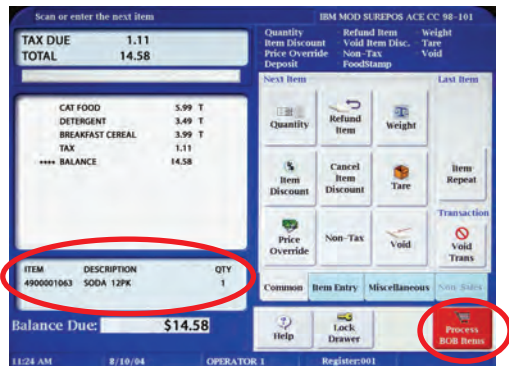 Scan or enter the next item
IBM MOD SUREPOS ACE CC 98-101
TAX DUE 1.11
TOTAL 14.58
Quantity Refund Item Weight
Item Discount Void Item Disc. Tare
Price Override Non-Tax Void
Deposit FoodStamp
CAT FOOD 5.99 T
DETERGENT 3.49 T
BREAKFAST CEREAL 3.99 T
TAX 1.11
**** BALANCE 14.58
ITEM DESCRIPTION QTY
4900001063 SODA 12PK 1
Balance Due: $14.58
Next Item
Last Item
Quantity
Refund Item
Weight
Item Discount
Cancel Item Discount
Tare
Item Repeat
Transaction
Price Override
Non-Tax
Void
Void Trans
Common Item Entry Miscellaneous Non Sales
Help
Lock Drawer
Process BOB Items
11:24 AM 8/10/04 OPERATOR 1 Register:001